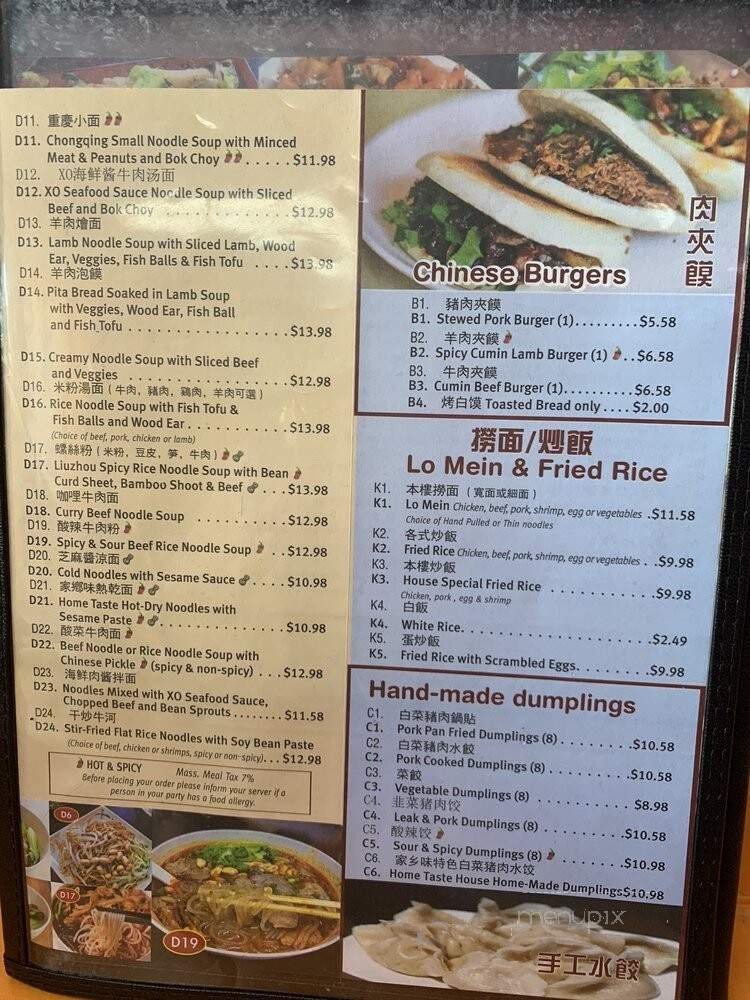 D11. 重慶小面
D11. Chongqing Small Noodle Soup with Minced
Meat & Peanuts and Bok Choy . . . . . $11.98
D12. XO海鲜酱牛肉汤面
D12. XO Seafood Sauce Noodle Soup with Sliced
Beef and Bok Choy . . . . . . . . . . . . . $12.98
D13. 羊肉燴面
D13. Lamb Noodle Soup with Sliced Lamb, Wood
Ear, Veggies, Fish Balls & Fish Tofu . . . . $13.98
D14. 羊肉泡饃
D14. Pita Bread Soaked in Lamb Soup
with Veggies, Wood Ear, Fish Ball
and Fish Tofu . . . . . . . . . . . . . . . . . $13.98
D15. Creamy Noodle Soup with Sliced Beef
and Veggies . . . . . . . . . . . . . . . . . $12.98
D16. 米粉湯面 ( 牛肉, 豬肉, 鷄肉, 羊肉可選 )
D16. Rice Noodle Soup with Fish Tofu &
Fish Balls and Wood Ear. . . . . . . . . . . $13.98
(Choice of beef, pork, chicken or lamb)
D17. 螺絲粉 ( 米粉, 豆皮, 笋, 牛肉 )
D17. Liuzhou Spicy Rice Noodle Soup with Bean
Curd Sheet, Bamboo Shoot & Beef . . . $13.98
D18. 咖哩牛肉面
D18. Curry Beef Noodle Soup . . . . . . . . . $12.98
D19. 酸辣牛肉粉
D19. Spicy & Sour Beef Rice Noodle Soup . . $12.98
D20. 芝麻醬涼面
D20. Cold Noodles with Sesame Sauce . . . . $10.98
D21. 家鄉味熱乾面
D21. Home Taste Hot-Dry Noodles with
Sesame Paste . . . . . . . . . . . . . . $10.98
D22. 酸菜牛肉面
D22. Beef Noodle or Rice Noodle Soup with
Chinese Pickle (spicy & non-spicy) . . . $12.98
D23. 海鮮肉醬拌面
D23. Noodles Mixed with XO Seafood Sauce,
Chopped Beef and Bean Sprouts . . . . . . . . $11.58
D24. 干炒牛河
D24. Stir-Fried Flat Rice Noodles with Soy Bean Paste
(Choice of beef, chicken or shrimps, spicy or non-spicy). . . $12.98
HOT & SPICY Mass. Meal Tax 7%
Before placing your order please inform your server if a
person in your party has a food allergy.
D6
D17
D19
肉夾饃
Chinese Burgers
B1. 豬肉夾饃
B1. Stewed Pork Burger (1). . . . . . . . . $5.58
B2. 羊肉夾饃
B2. Spicy Cumin Lamb Burger (1) . . $6.58
B3. 牛肉夾饃
B3. Cumin Beef Burger (1). . . . . . . . . . $6.58
B4. 烤白馍 Toasted Bread only . . . . $2.00
撈面/炒飯
Lo Mein & Fried Rice
K1. 本樓撈面 ( 寬面或細面 )
K1. Lo Mein Chicken, beef, pork, shrimp, egg or vegetables . $11.58
Choice of Hand Pulled or Thin noodles
K2. 各式炒飯
K2. Fried Rice Chicken, beef, pork, shrimp, egg or vegetables . . $9.98
K3. 本樓炒飯
K3. House Special Fried Rice . . . . . . . . . . $9.98
Chicken, pork , egg & shrimp
K4. 白飯
K4. White Rice. . . . . . . . . . . . . . . . . . $2.49
K5. 蛋炒飯
K5. Fried Rice with Scrambled Eggs. . . . . . . $9.98
Hand-made dumplings
C1. 白菜豬肉鍋貼
C1. Pork Pan Fried Dumplings (8) . . . . . . . . $10.58
C2. 白菜豬肉水餃
C2. Pork Cooked Dumplings (8) . . . . . . . . . $10.58
C3. 菜餃
C3. Vegetable Dumplings (8) . . . . . . . . . . $8.98
C4. 韭菜猪肉饺
C4. Leak & Pork Dumplings (8) . . . . . . . . . $10.58
C5. 酸辣饺
C5. Sour & Spicy Dumplings (8) . . . . . . . $10.98
C6. 家乡味特色白菜猪肉水饺
C6. Home Taste House Home-Made Dumplings$10.98
menupix
手工水餃